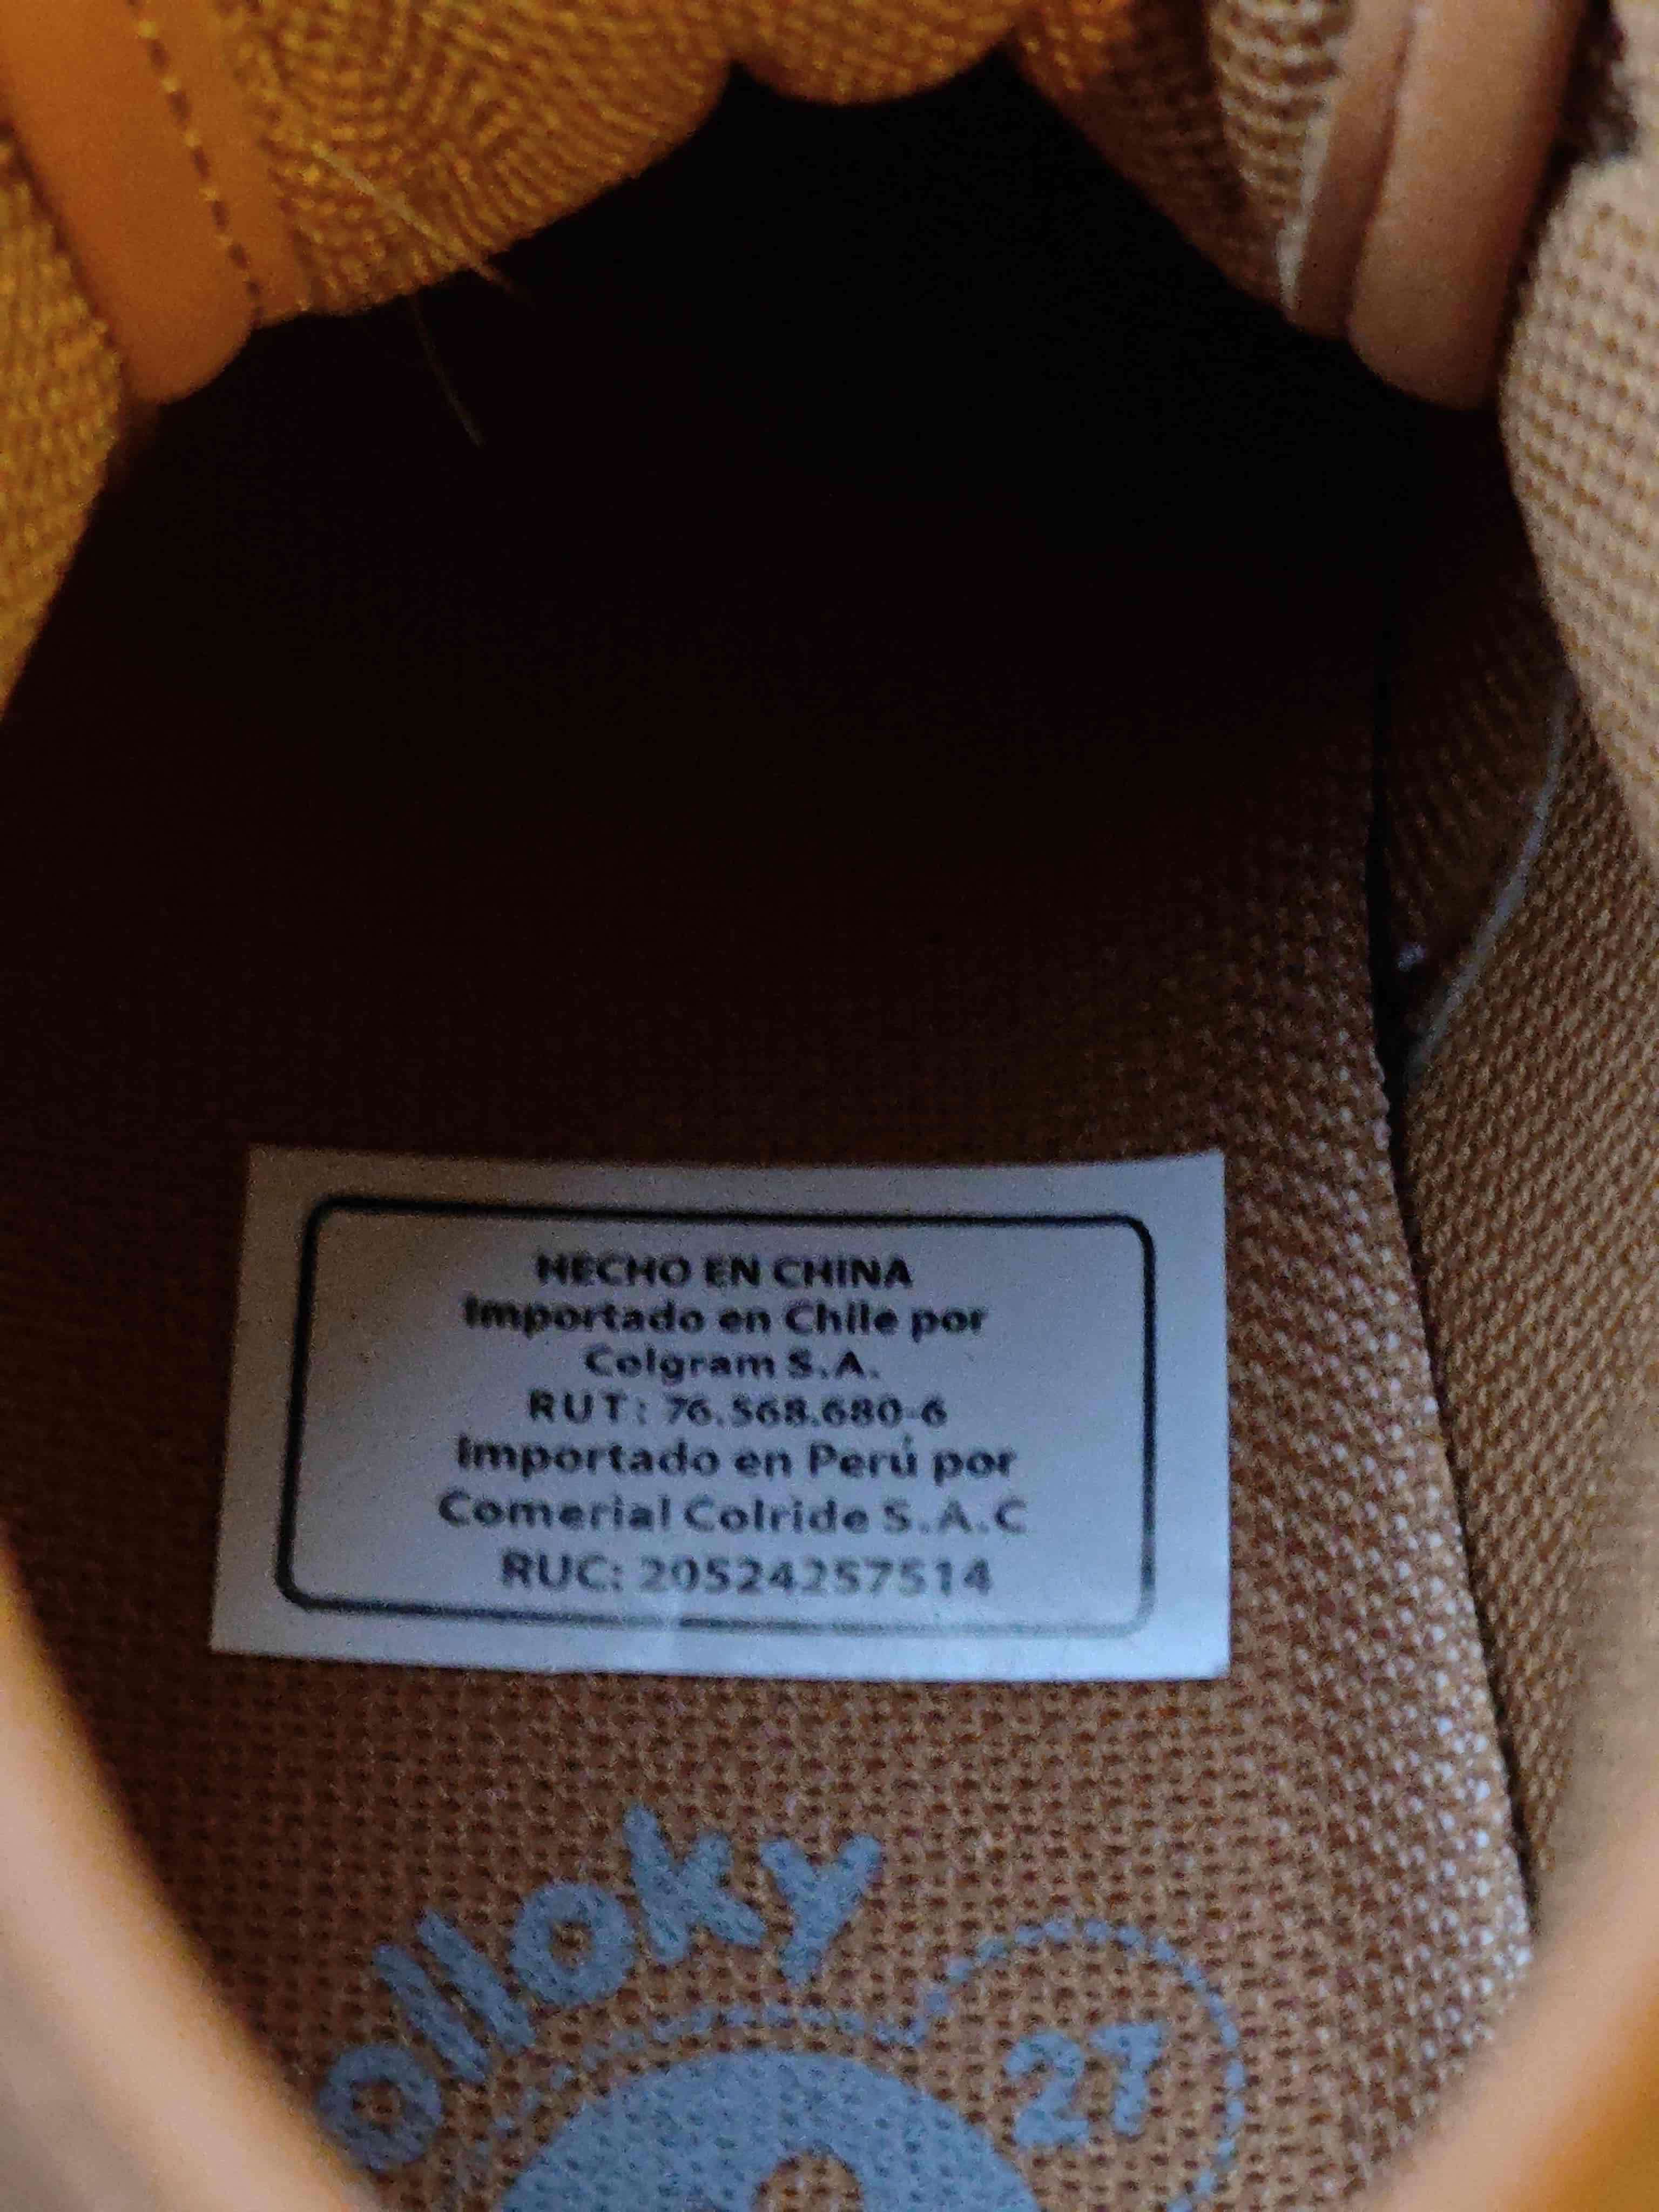 HECHO EN CHINA
Importado en Chile por
Colgram S.A.
RUT: 76.568.680-6
Importado en Perú por
Comerial Colride S.A.C
RUC: 20524257514
olloky
27